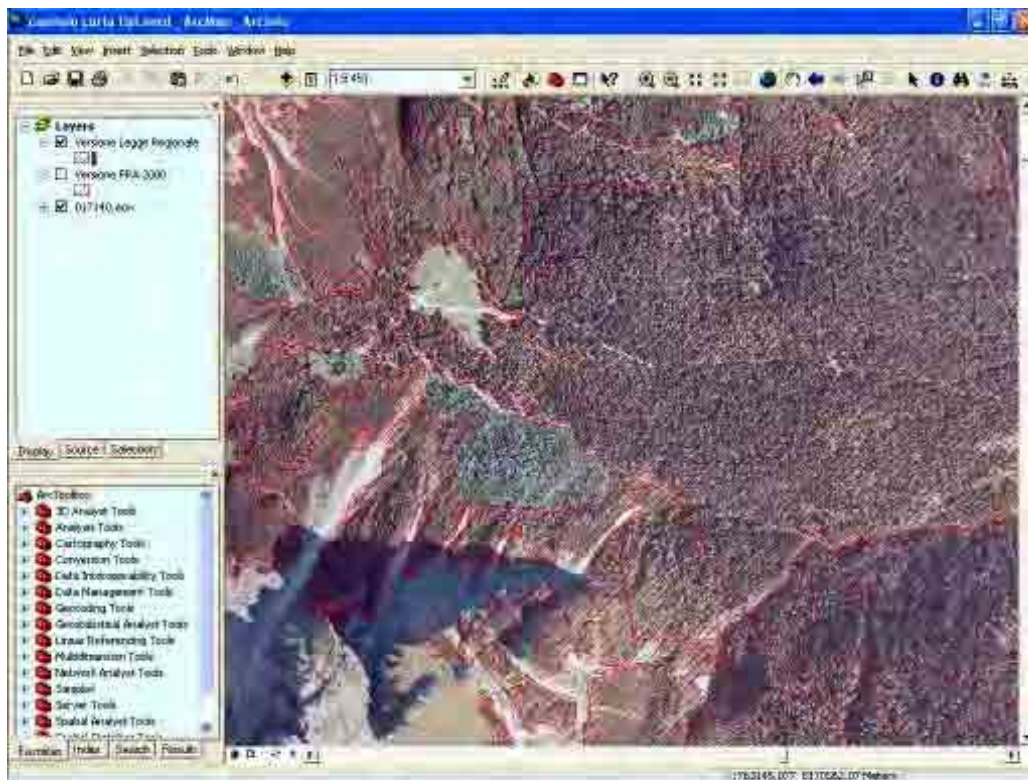 File Edit View Insert Selection Tools Window Help
Layers
Versione Legge Regionale
Versione FRA-2000
Display Source Selection
ArcToolbox
3D Analyst Tools
Analysis Tools
Cartography Tools
Conversion Tools
Data Interoperability Tools
Data Management Tools
Geocoding Tools
Geostatistical Analyst Tools
Linear Referencing Tools
Multidimension Tools
Network Analyst Tools
Samples
Server Tools
Spatial Analyst Tools
Favorites Index Search Results